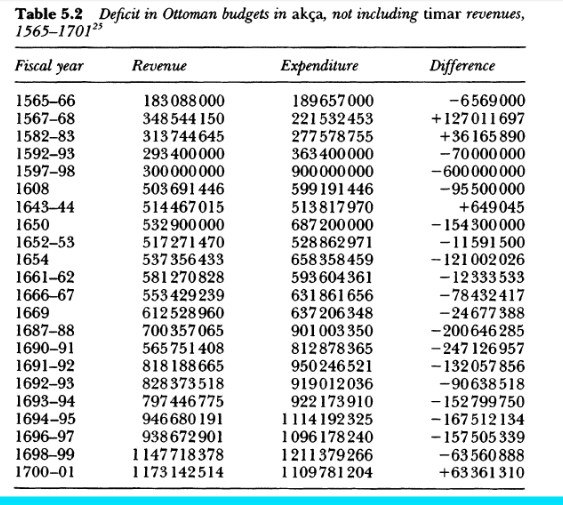 Table 5.2 Deficit in Ottoman budgets in akça, not including timar revenues,
1565–1701²⁵
Fiscal year Revenue Expenditure Difference
1565–66 183 088 000 189 657 000 −6 569 000
1567–68 348 544 150 221 532 453 +127 011 697
1582–83 313 744 645 277 578 755 +36 165 890
1592–93 293 400 000 363 400 000 −70 000 000
1597–98 300 000 000 900 000 000 −600 000 000
1608 503 691 446 599 191 446 −95 500 000
1643–44 514 467 015 513 817 970 +649 045
1650 532 900 000 687 200 000 −154 300 000
1652–53 517 271 470 528 862 971 −11 591 500
1654 537 356 433 658 358 459 −121 002 026
1661–62 581 270 828 593 604 361 −12 333 533
1666–67 553 429 239 631 861 656 −78 432 417
1669 612 528 960 637 206 348 −24 677 388
1687–88 700 357 065 901 003 350 −200 646 285
1690–91 565 751 408 812 878 365 −247 126 957
1691–92 818 188 665 950 246 521 −132 057 856
1692–93 828 373 518 919 012 036 −90 638 518
1693–94 797 446 775 922 173 910 −152 799 750
1694–95 946 680 191 1 114 192 325 −167 512 134
1696–97 938 672 901 1 096 178 240 −157 505 339
1698–99 1 147 718 378 1 211 379 266 −63 560 888
1700–01 1 173 142 514 1 109 781 204 +63 361 310